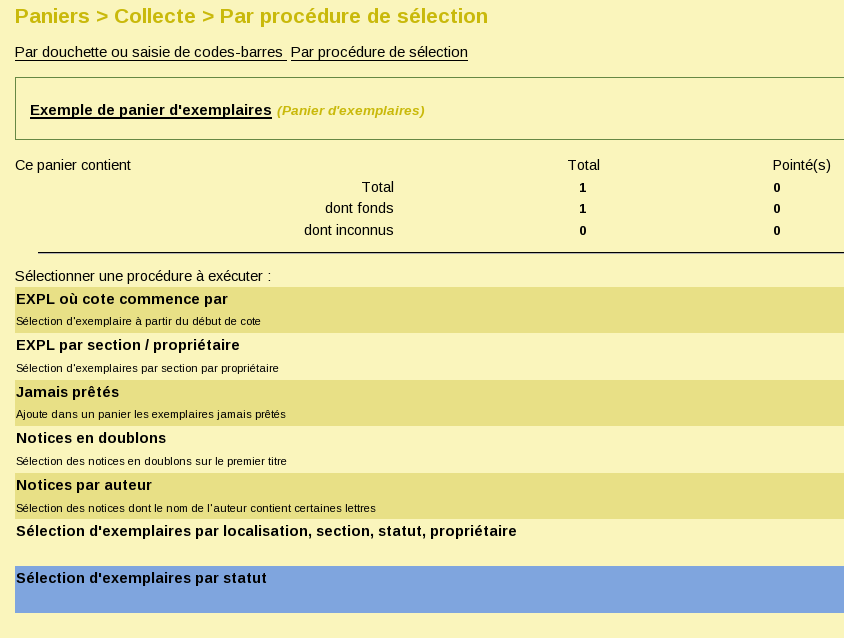 Paniers > Collecte > Par procédure de sélection
Par douchette ou saisie de codes-barres Par procédure de sélection
Exemple de panier d'exemplaires (Panier d'exemplaires)
Ce panier contient Total Pointé(s)
Total 1 0
dont fonds 1 0
dont inconnus 0 0
Sélectionner une procédure à exécuter :
EXPL où cote commence par
Sélection d'exemplaire à partir du début de cote
EXPL par section / propriétaire
Sélection d'exemplaires par section par propriétaire
Jamais prêtés
Ajoute dans un panier les exemplaires jamais prêtés
Notices en doublons
Sélection des notices en doublons sur le premier titre
Notices par auteur
Sélection des notices dont le nom de l'auteur contient certaines lettres
Sélection d'exemplaires par localisation, section, statut, propriétaire
Sélection d'exemplaires par statut